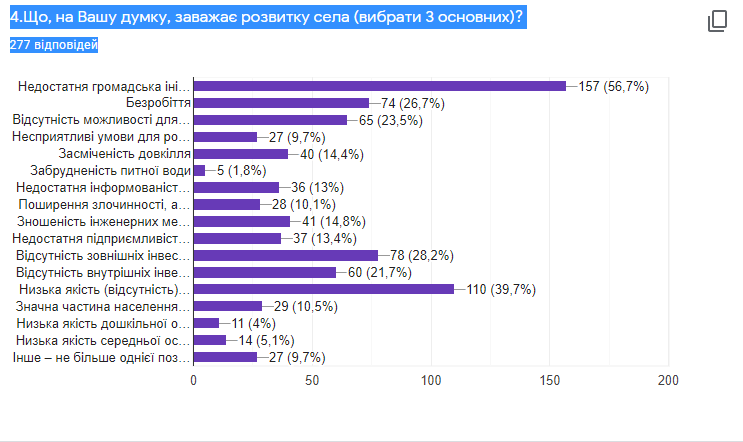 4.Що, на Вашу думку, заважає розвитку села (вибрати 3 основних)?
277 відповідей
Недостатня громадська іні… 157 (56,7%)
Безробіття 74 (26,7%)
Відсутність можливості для… 65 (23,5%)
Несприятливі умови для ро… 27 (9,7%)
Засміченість довкілля 40 (14,4%)
Забрудненість питної води 5 (1,8%)
Недостатня інформованіст… 36 (13%)
Поширення злочинності, а… 28 (10,1%)
Зношеність інженерних ме… 41 (14,8%)
Недостатня підприємливіст… 37 (13,4%)
Відсутність зовнішніх інвес… 78 (28,2%)
Відсутність внутрішніх інве… 60 (21,7%)
Низька якість (відсутність)… 110 (39,7%)
Значна частина населення… 29 (10,5%)
Низька якість дошкільної о… 11 (4%)
Низька якість середньої ос… 14 (5,1%)
Інше – не більше однієї поз… 27 (9,7%)
0 50 100 150 200